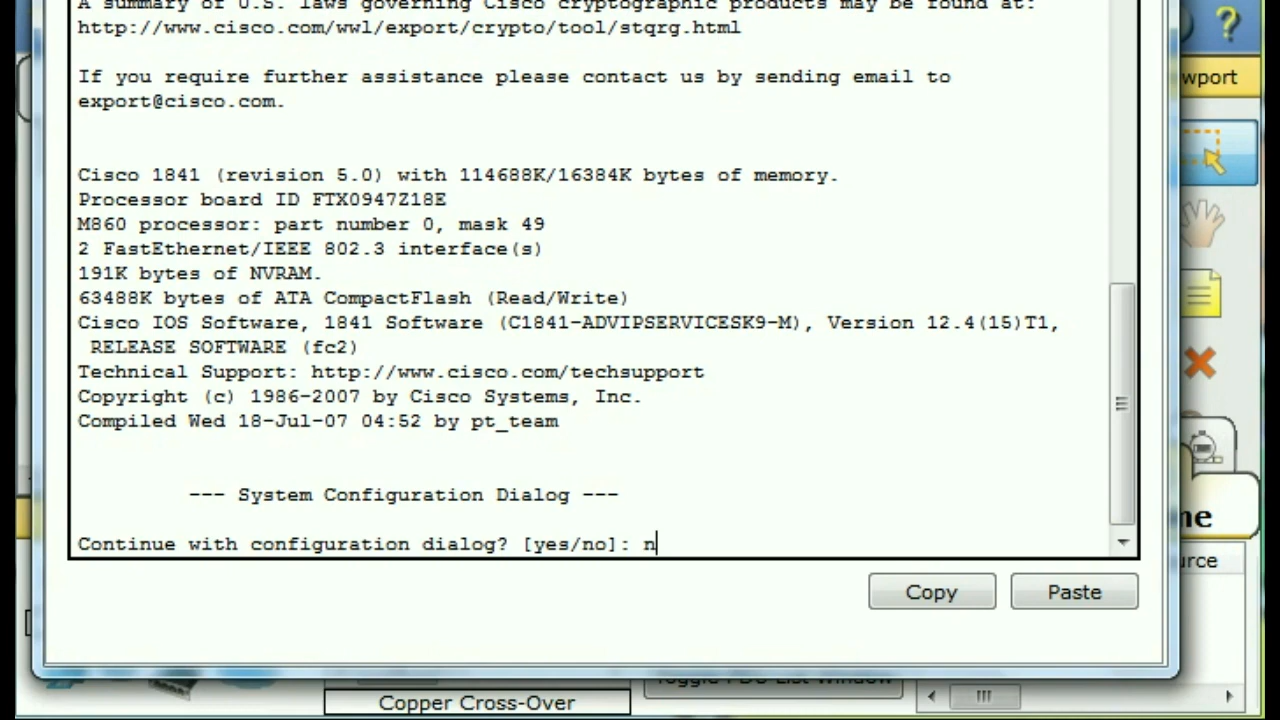 A summary of U.S. laws governing Cisco cryptographic products may be found at:
http://www.cisco.com/wwl/export/crypto/tool/stqrg.html
If you require further assistance please contact us by sending email to
export@cisco.com.
Cisco 1841 (revision 5.0) with 114688K/16384K bytes of memory.
Processor board ID FTX0947Z18E
M860 processor: part number 0, mask 49
2 FastEthernet/IEEE 802.3 interface(s)
191K bytes of NVRAM.
63488K bytes of ATA CompactFlash (Read/Write)
Cisco IOS Software, 1841 Software (C1841-ADVIPSERVICESK9-M), Version 12.4(15)T1,
RELEASE SOFTWARE (fc2)
Technical Support: http://www.cisco.com/techsupport
Copyright (c) 1986-2007 by Cisco Systems, Inc.
Compiled Wed 18-Jul-07 04:52 by pt_team
--- System Configuration Dialog ---
Continue with configuration dialog? [yes/no]: n
Copy
Paste
wport
ne
urce
Toggle PDU List Window
Copper Cross-Over